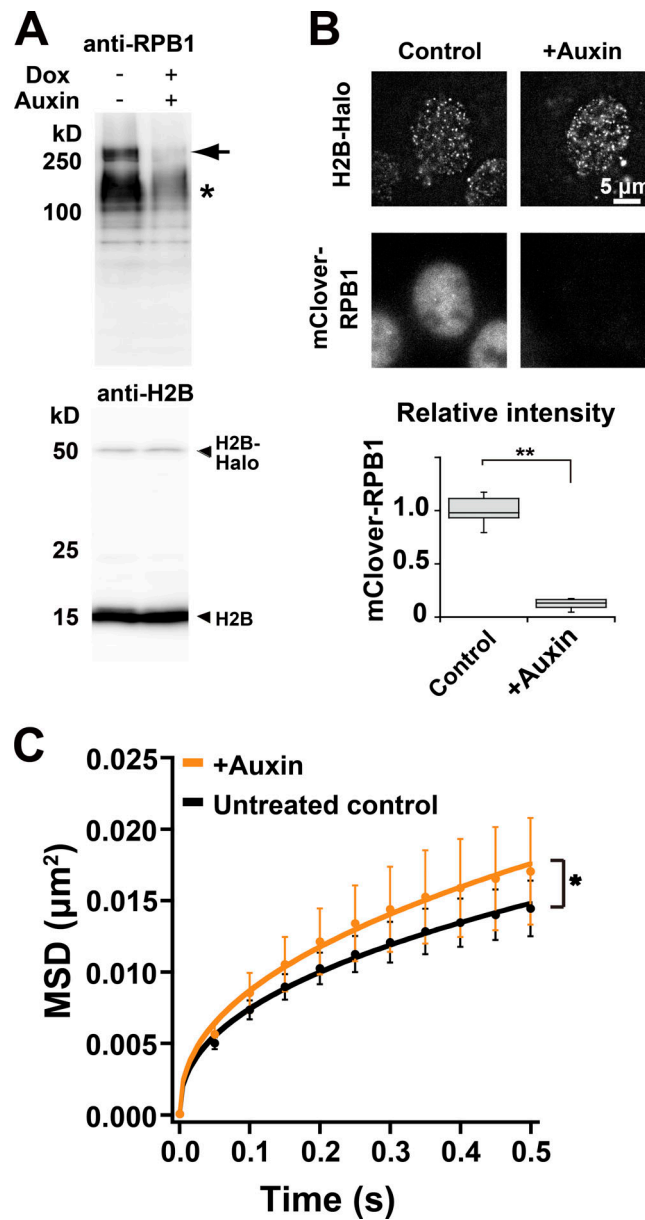 A
anti-RPB1
Dox - +
Auxin - +
kD
250
100
*
anti-H2B
kD
50
H2B-
Halo
25
15
H2B
B
Control +Auxin
H2B-Halo
5 µm
mClover-
RPB1
Relative intensity
mClover-RPB1
**
1.0
0.5
0
Control
+Auxin
C
+Auxin
Untreated control
MSD (µm²)
0.025
0.020
0.015
0.010
0.005
0.000
*
0.0 0.1 0.2 0.3 0.4 0.5
Time (s)